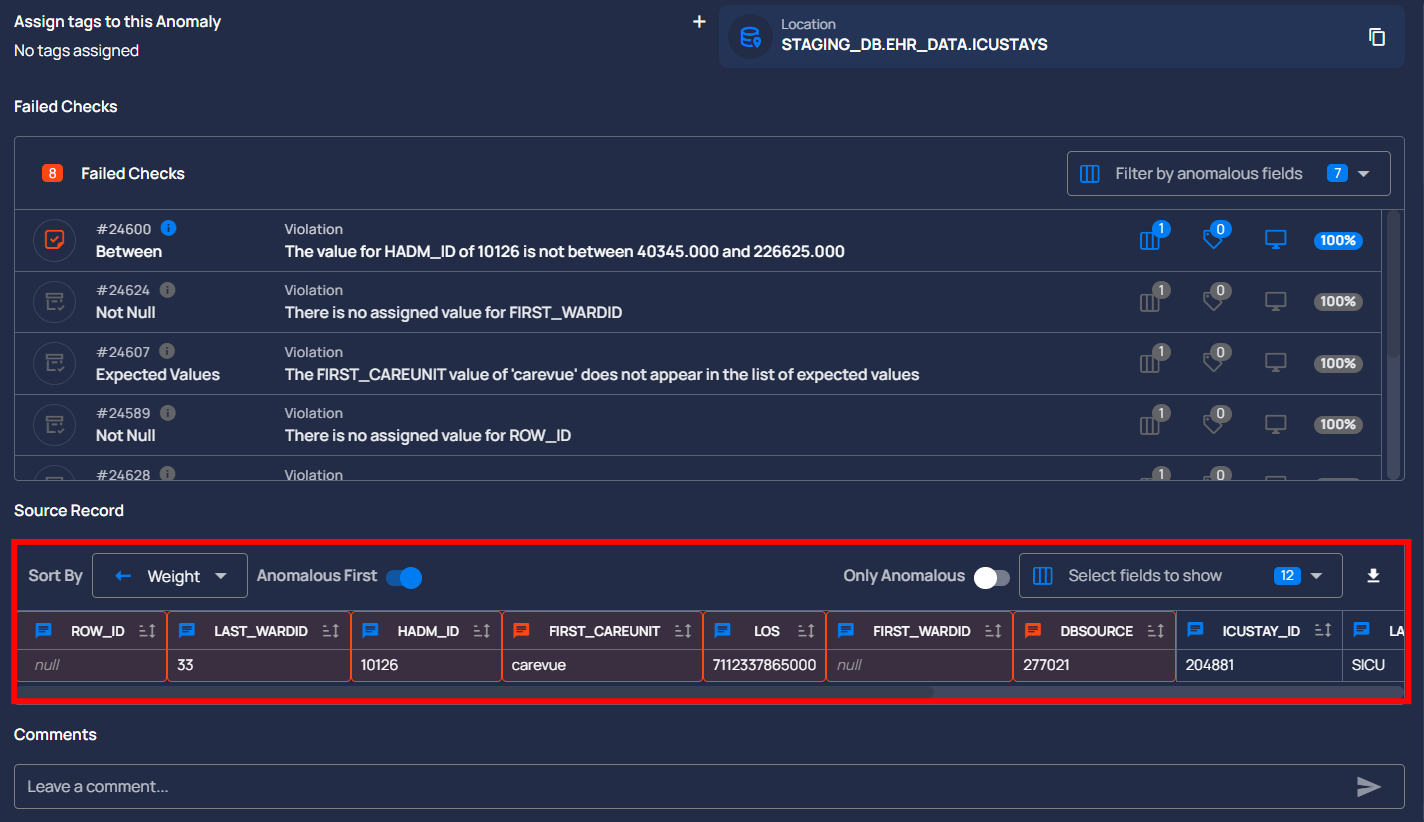 Assign tags to this Anomaly
No tags assigned
+
Location
STAGING_DB.EHR_DATA.ICUSTAYS
Failed Checks
8 Failed Checks
Filter by anomalous fields 7
#24600
Between
Violation
The value for HADM_ID of 10126 is not between 40345.000 and 226625.000
1 0 100%
#24624
Not Null
Violation
There is no assigned value for FIRST_WARDID
1 0 100%
#24607
Expected Values
Violation
The FIRST_CAREUNIT value of 'carevue' does not appear in the list of expected values
1 0 100%
#24589
Not Null
Violation
There is no assigned value for ROW_ID
1 0 100%
#24628
Violation
1 0
Source Record
Sort By Weight Anomalous First Only Anomalous Select fields to show 12
ROW_ID LAST_WARDID HADM_ID FIRST_CAREUNIT LOS FIRST_WARDID DBSOURCE ICUSTAY_ID LA
null 33 10126 carevue 7112337865000 null 277021 204881 SICU
Comments
Leave a comment...